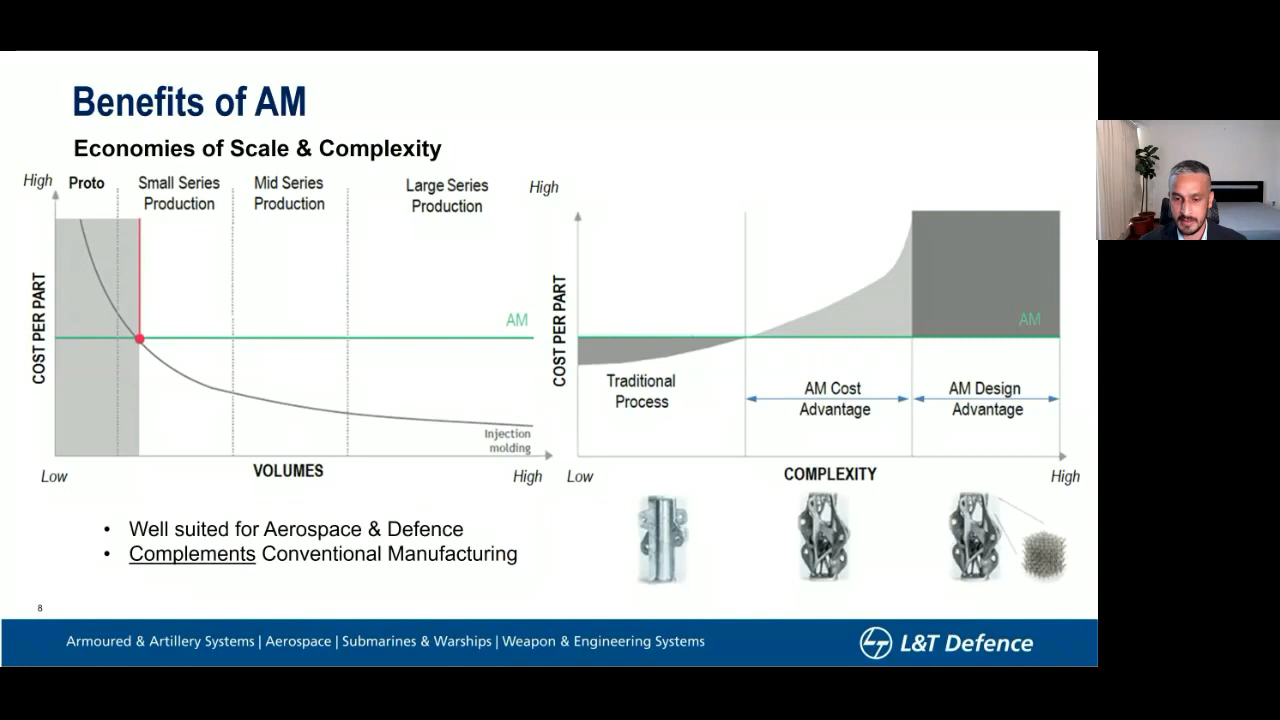 Benefits of AM
Economies of Scale & Complexity
High
Proto
Small Series
Production
Mid Series
Production
Large Series
Production
COST PER PART
AM
Injection
molding
Low
VOLUMES
High
High
COST PER PART
AM
Traditional
Process
AM Cost
Advantage
AM Design
Advantage
Low
COMPLEXITY
High
• Well suited for Aerospace & Defence
• Complements Conventional Manufacturing
8
Armoured & Artillery Systems | Aerospace | Submarines & Warships | Weapon & Engineering Systems
L&T Defence